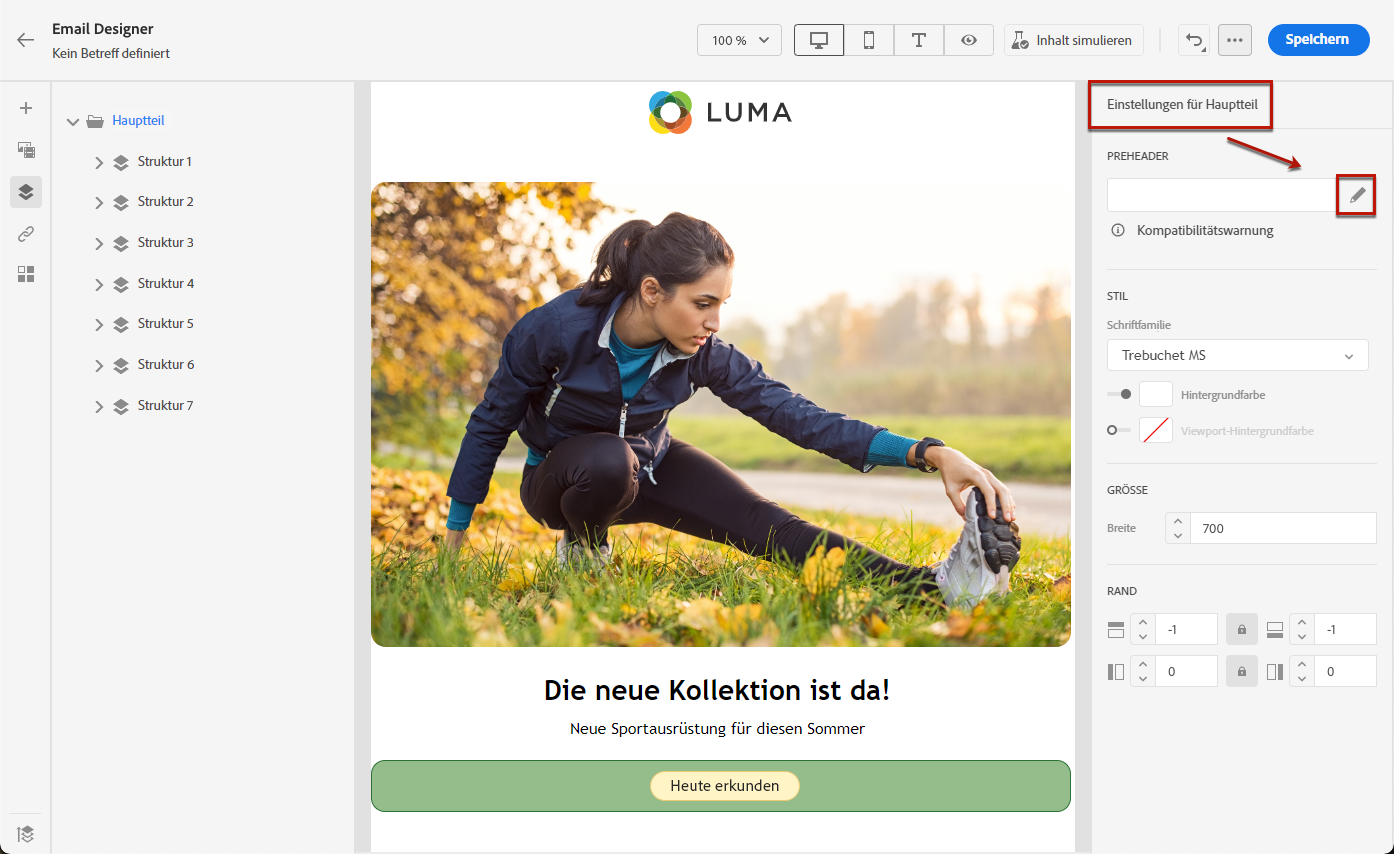 Email Designer
Kein Betreff definiert
100 %
Inhalt simulieren
Speichern
Hauptteil
Struktur 1
Struktur 2
Struktur 3
Struktur 4
Struktur 5
Struktur 6
Struktur 7
LUMA
Die neue Kollektion ist da!
Neue Sportausrüstung für diesen Sommer
Heute erkunden
Einstellungen für Hauptteil
PREHEADER
Kompatibilitätswarnung
STIL
Schriftfamilie
Trebuchet MS
Hintergrundfarbe
Viewport-Hintergrundfarbe
GRÖSSE
Breite 700
RAND
-1 -1
0 0